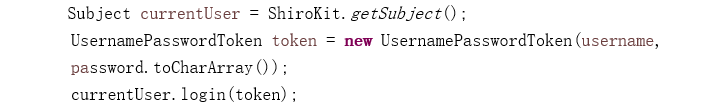 Subject currentUser = ShiroKit.getSubject();
UsernamePasswordToken token = new UsernamePasswordToken(username,
password.toCharArray());
currentUser.login(token);